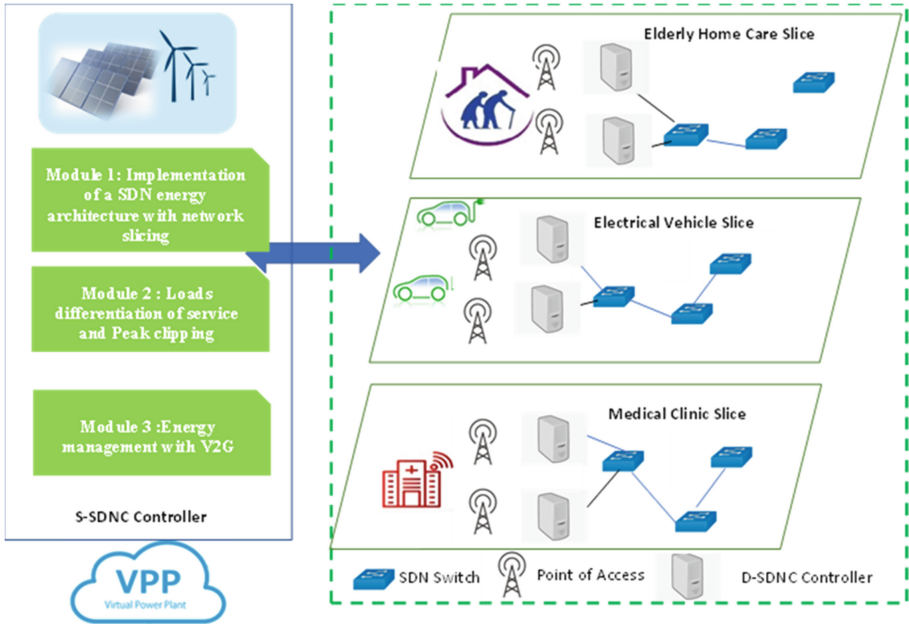 Module 1: Implementation
of a SDN energy
architecture with network
slicing
Module 2 : Loads
differentiation of service
and Peak clipping
Module 3 :Energy
management with V2G
S-SDNC Controller
VPP
Virtual Power Plant
Elderly Home Care Slice
Electrical Vehicle Slice
Medical Clinic Slice
SDN Switch
Point of Access
D-SDNC Controller